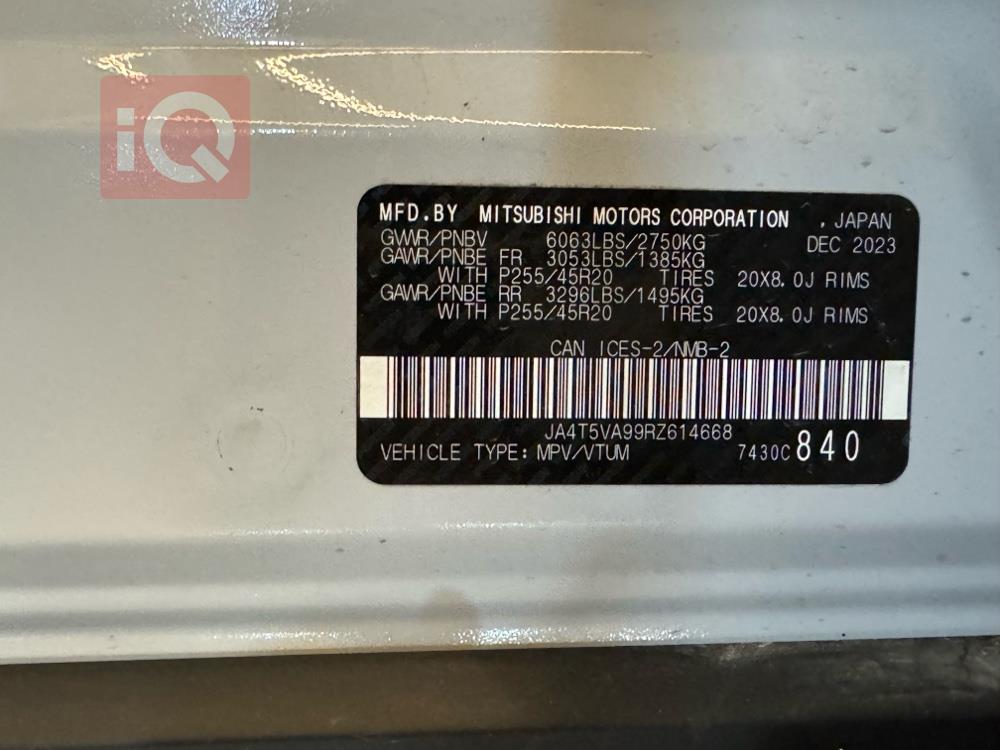 iQ
MFD.BY MITSUBISHI MOTORS CORPORATION , JAPAN
GVWR/PNBV 6063LBS/2750KG DEC 2023
GAWR/PNBE FR 3053LBS/1385KG
WITH P255/45R20 TIRES 20X8.0J RIMS
GAWR/PNBE RR 3296LBS/1495KG
WITH P255/45R20 TIRES 20X8.0J RIMS
CAN ICES-2/NMB-2
JA4T5VA99RZ614668
VEHICLE TYPE: MPV/VTUM 7430C 840